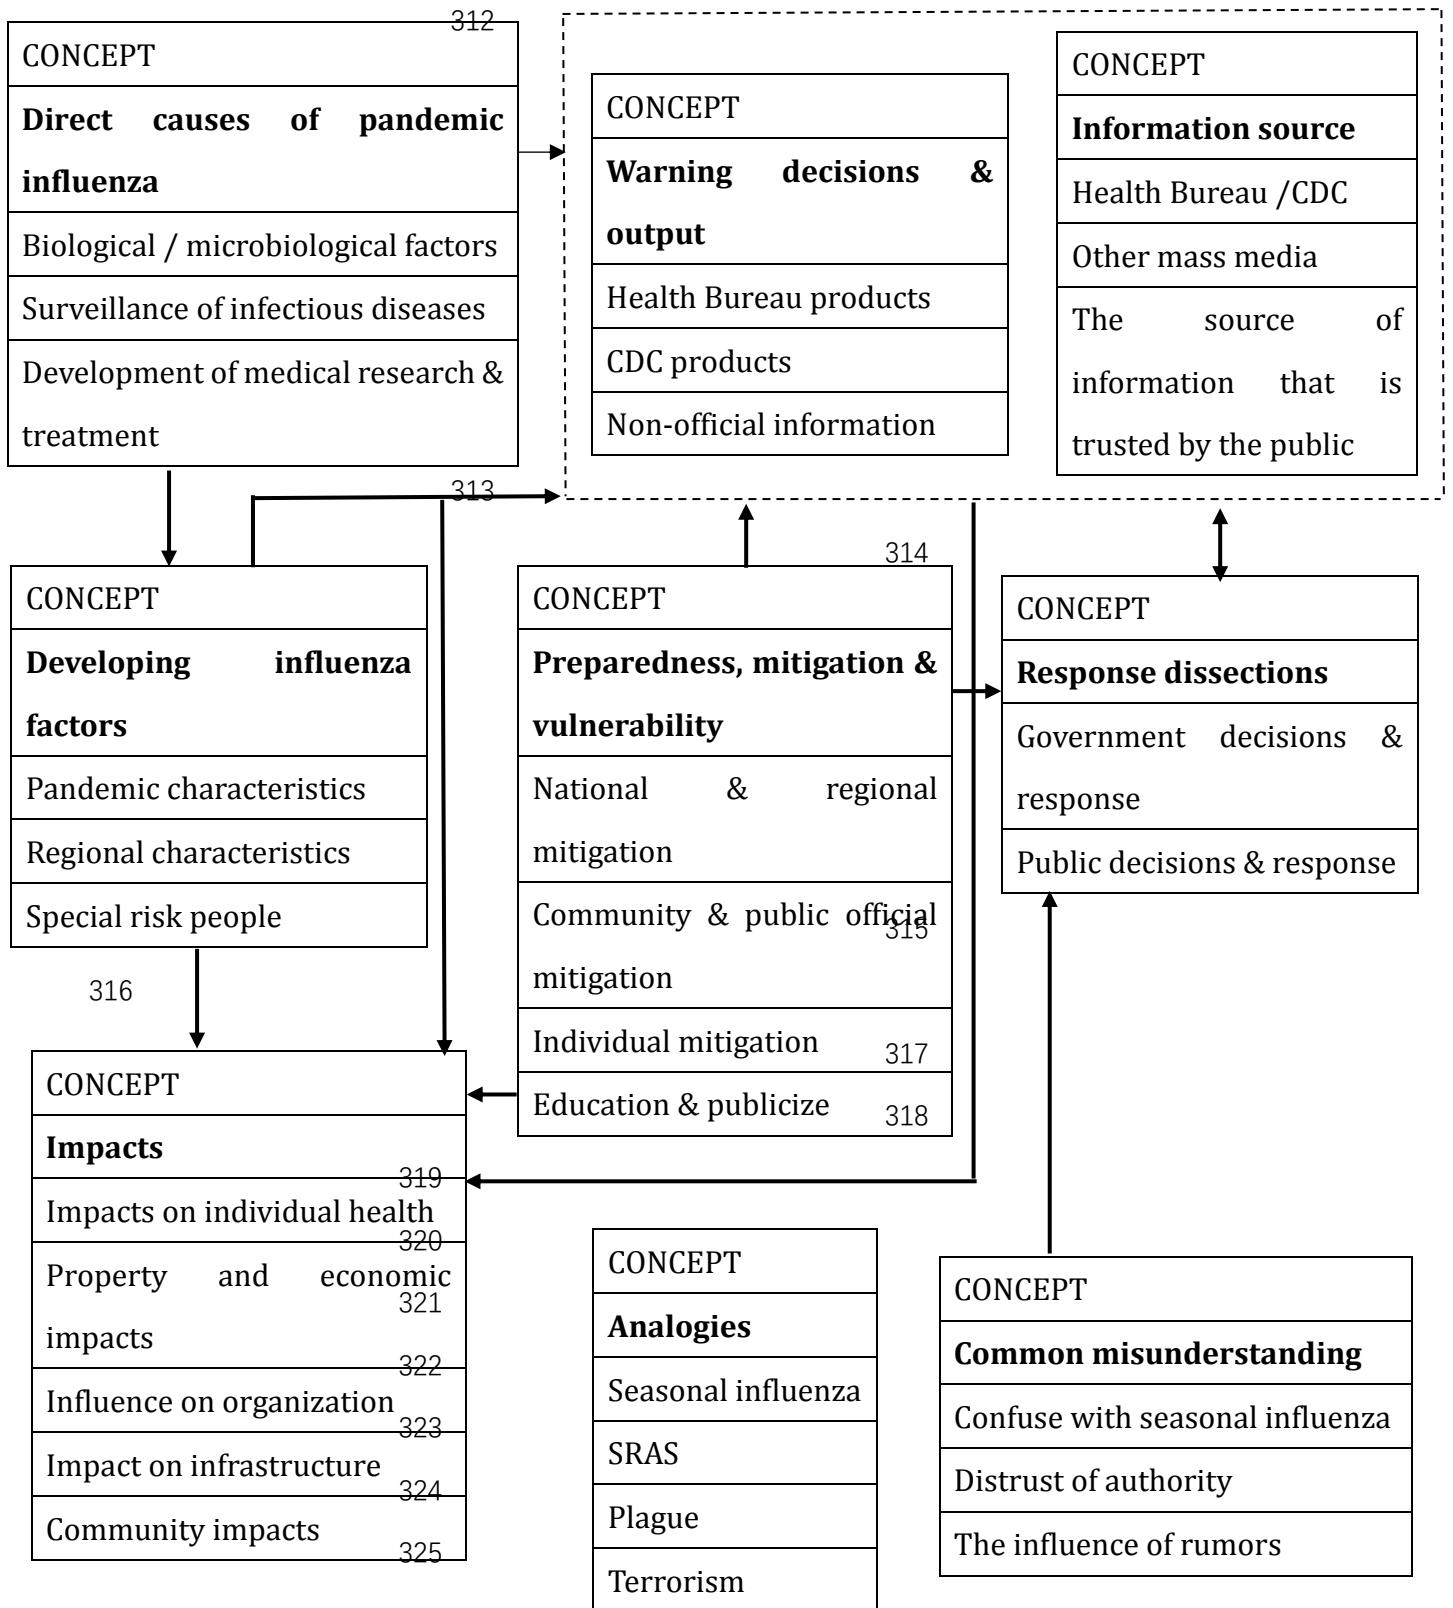 312
CONCEPT
Direct causes of pandemic
influenza
Biological / microbiological factors
Surveillance of infectious diseases
Development of medical research &
treatment
CONCEPT
Warning decisions &
output
Health Bureau products
CDC products
Non-official information
CONCEPT
Information source
Health Bureau /CDC
Other mass media
The source of
information that is
trusted by the public
313
314
CONCEPT
Developing influenza
factors
Pandemic characteristics
Regional characteristics
Special risk people
CONCEPT
Preparedness, mitigation &
vulnerability
National & regional
mitigation
Community & public official
315
mitigation
Individual mitigation
317
Education & publicize
318
CONCEPT
Response dissections
Government decisions &
response
Public decisions & response
316
CONCEPT
Impacts
319
Impacts on individual health
320
Property and economic
321
impacts
322
Influence on organization
323
Impact on infrastructure
324
Community impacts
325
CONCEPT
Analogies
Seasonal influenza
SRAS
Plague
Terrorism
CONCEPT
Common misunderstanding
Confuse with seasonal influenza
Distrust of authority
The influence of rumors